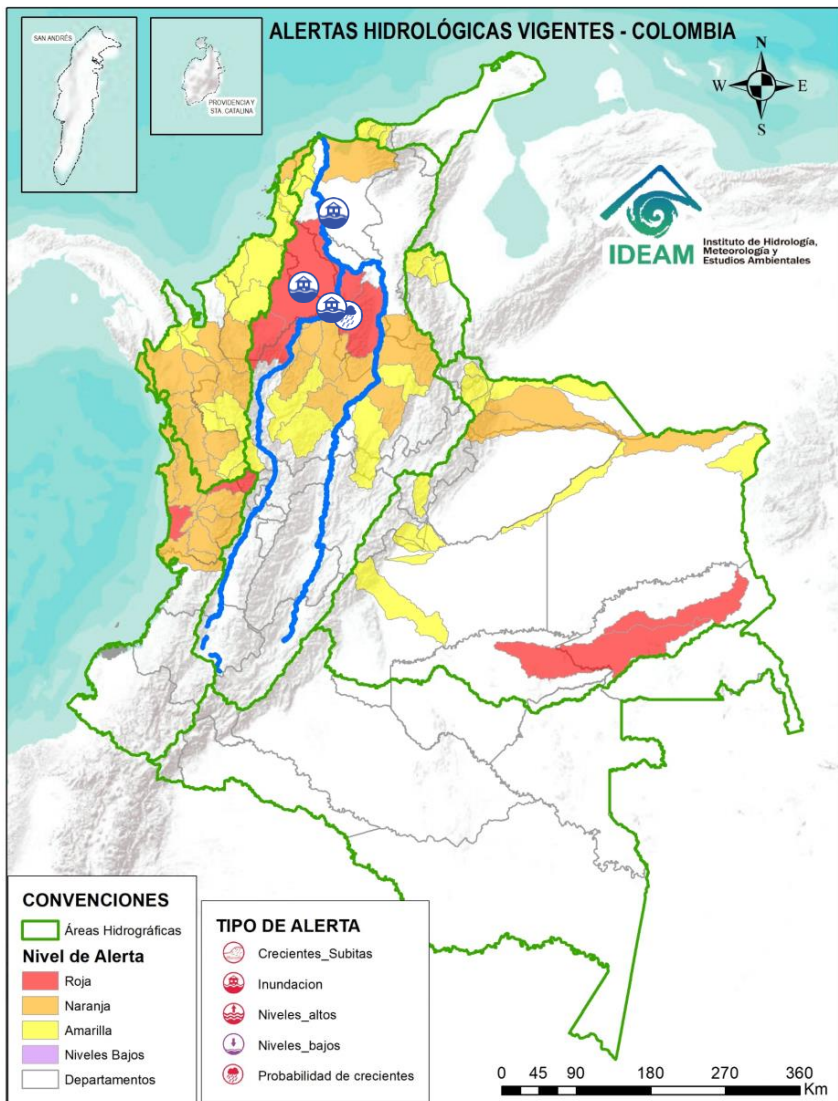 ALERTAS HIDROLÓGICAS VIGENTES - COLOMBIA
SAN ANDRÉS
PROVIDENCIA Y
STA. CATALINA
N
W
E
S
IDEAM
Instituto de Hidrología,
Meteorología y
Estudios Ambientales
CONVENCIONES
Áreas Hidrográficas
Nivel de Alerta
Roja
Naranja
Amarilla
Niveles Bajos
Departamentos
TIPO DE ALERTA
Crecientes_Subitas
Inundacion
Niveles_altos
Niveles_bajos
Probabilidad de crecientes
0 45 90 180 270 360
Km